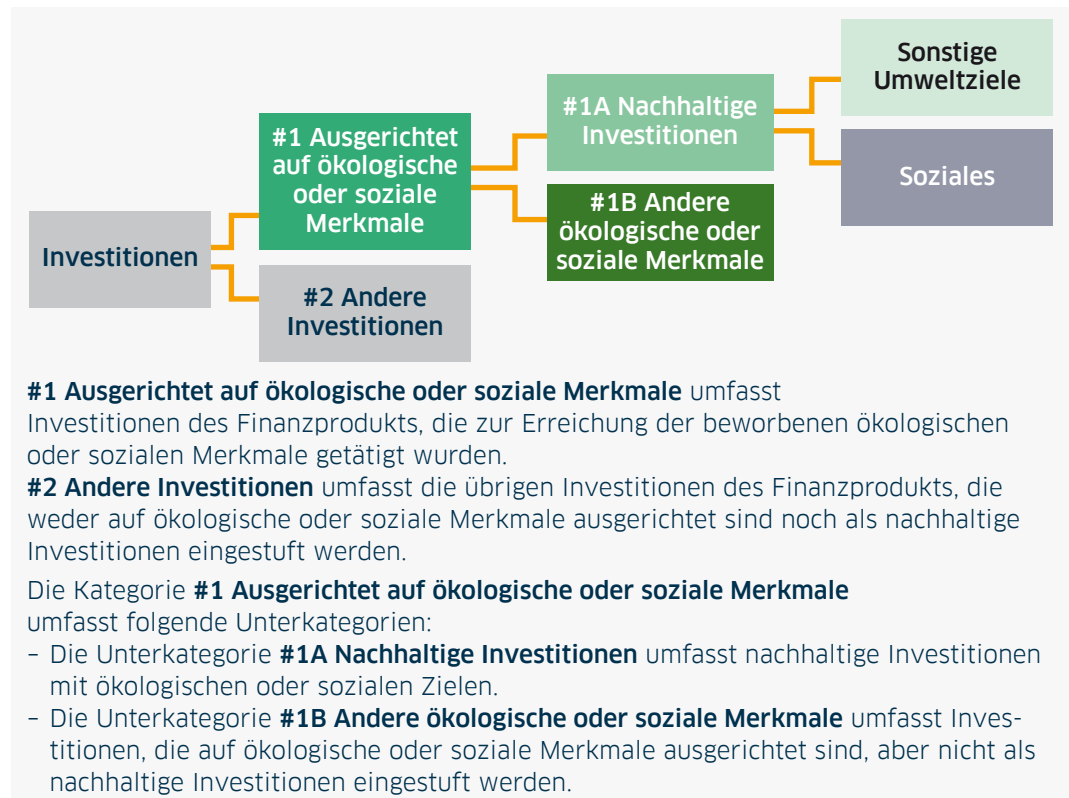 Sonstige
Umweltziele
#1A Nachhaltige
Investitionen
#1 Ausgerichtet
auf ökologische
oder soziale
Merkmale
Soziales
#1B Andere
ökologische oder
soziale Merkmale
Investitionen
#2 Andere
Investitionen
#1 Ausgerichtet auf ökologische oder soziale Merkmale umfasst
Investitionen des Finanzprodukts, die zur Erreichung der beworbenen ökologischen
oder sozialen Merkmale getätigt wurden.
#2 Andere Investitionen umfasst die übrigen Investitionen des Finanzprodukts, die
weder auf ökologische oder soziale Merkmale ausgerichtet sind noch als nachhaltige
Investitionen eingestuft werden.
Die Kategorie #1 Ausgerichtet auf ökologische oder soziale Merkmale
umfasst folgende Unterkategorien:
– Die Unterkategorie #1A Nachhaltige Investitionen umfasst nachhaltige Investitionen
mit ökologischen oder sozialen Zielen.
– Die Unterkategorie #1B Andere ökologische oder soziale Merkmale umfasst Inves-
titionen, die auf ökologische oder soziale Merkmale ausgerichtet sind, aber nicht als
nachhaltige Investitionen eingestuft werden.